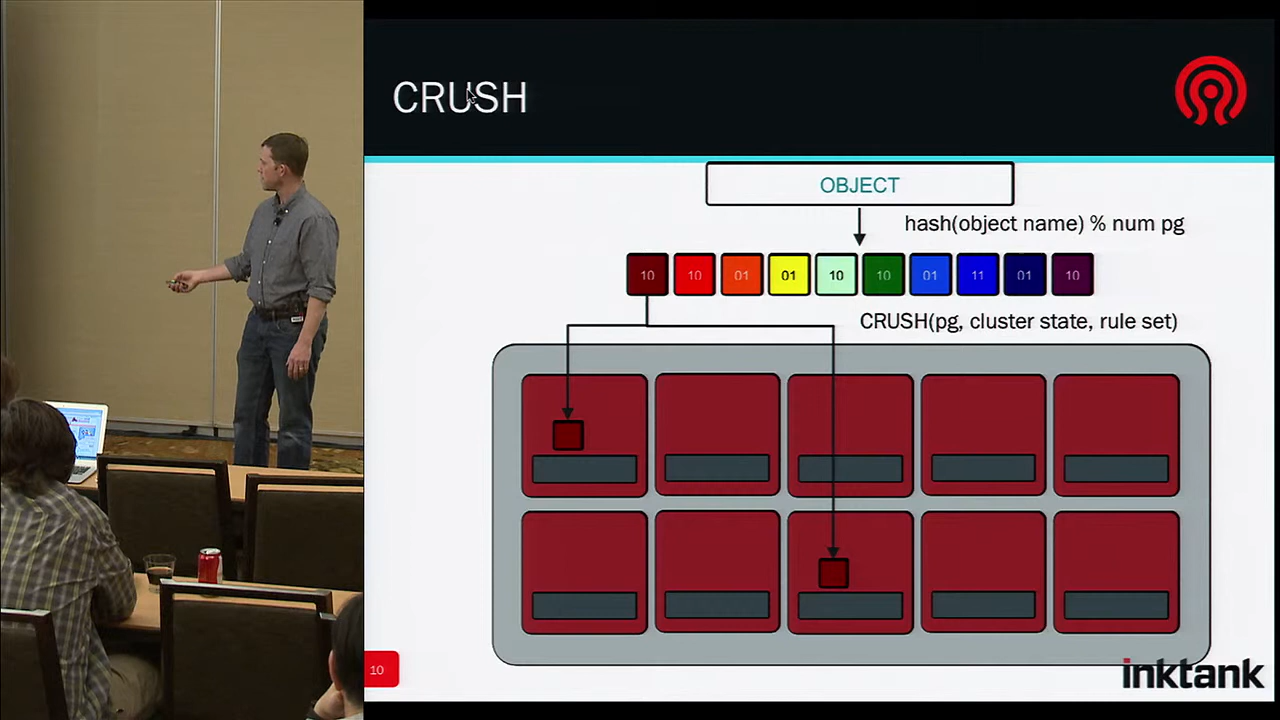 CRUSH
OBJECT
hash(object name) % num pg
10 10 01 01 10 10 01 11 01 10
CRUSH(pg, cluster state, rule set)
10
inktank